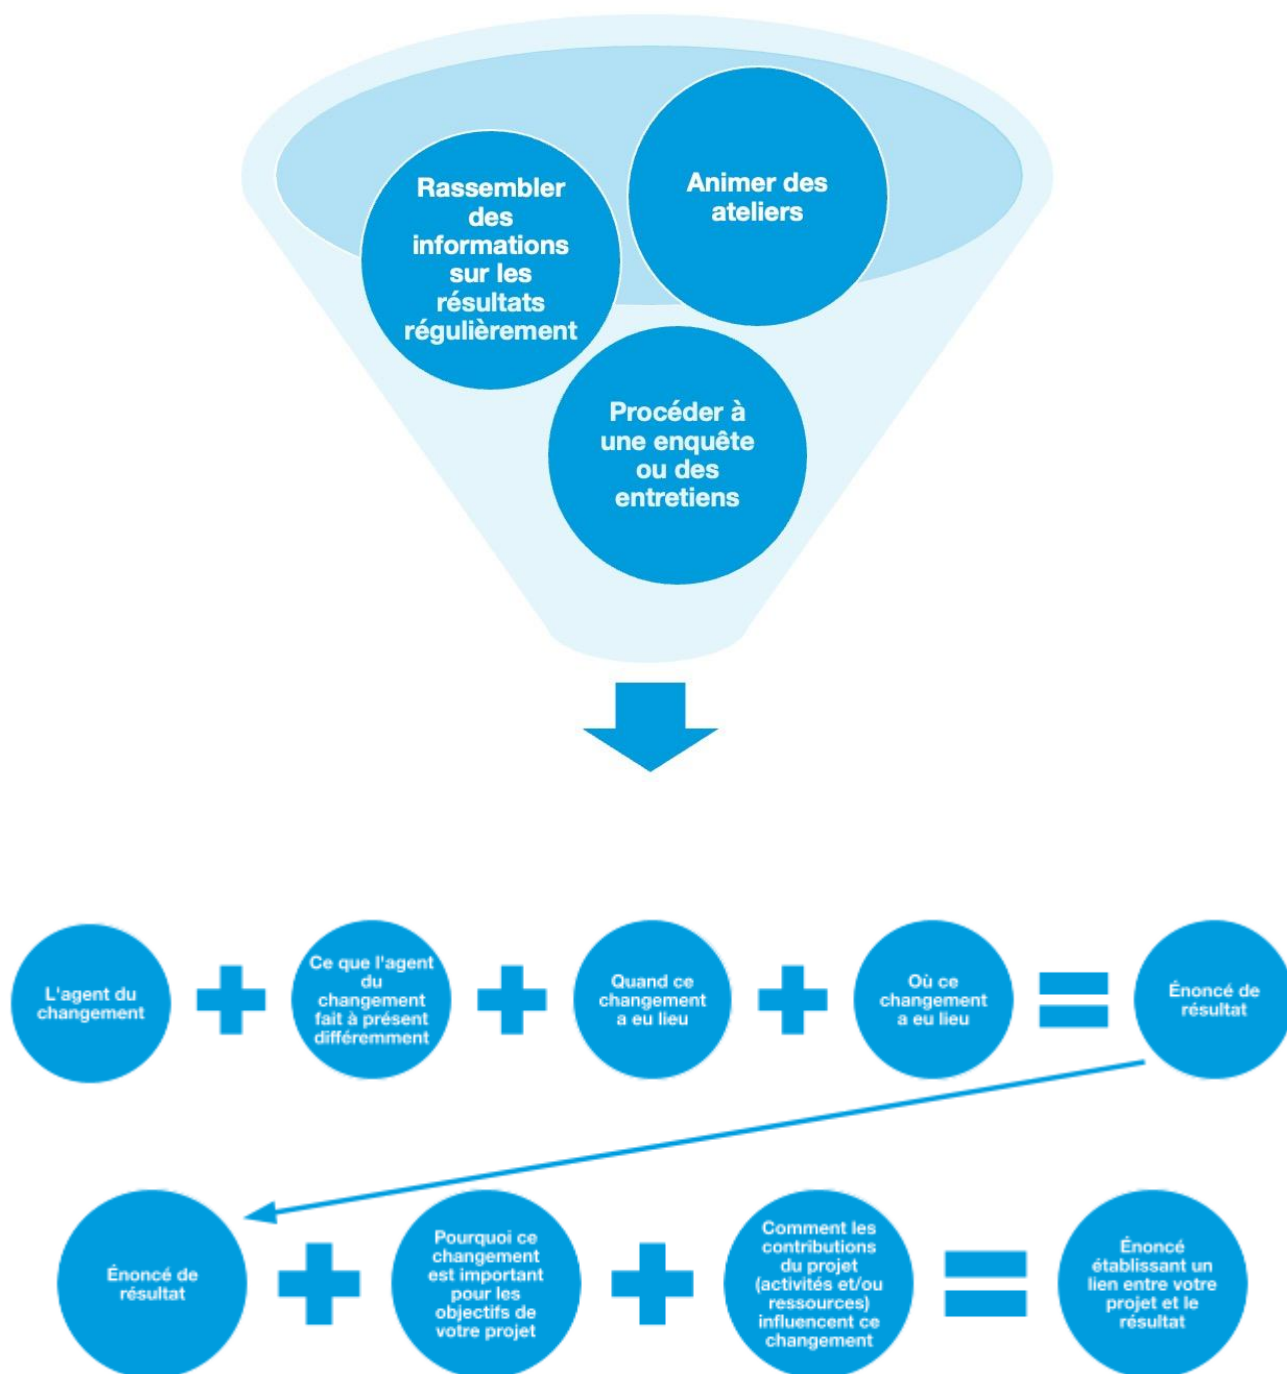 Rassembler
des
informations
sur les
résultats
régulièrement
Animer des
ateliers
Procéder à
une enquête
ou des
entretiens
L'agent du
changement
+
Ce que l'agent
du
changement
fait à présent
différemment
+
Quand ce
changement
a eu lieu
+
Où ce
changement
a eu lieu
=
Énoncé de
résultat
Énoncé de
résultat
+
Pourquoi ce
changement
est important
pour les
objectifs de
votre projet
+
Comment les
contributions
du projet
(activités et/ou
ressources)
influencent ce
changement
=
Énoncé
établissant un
lien entre votre
projet et le
résultat